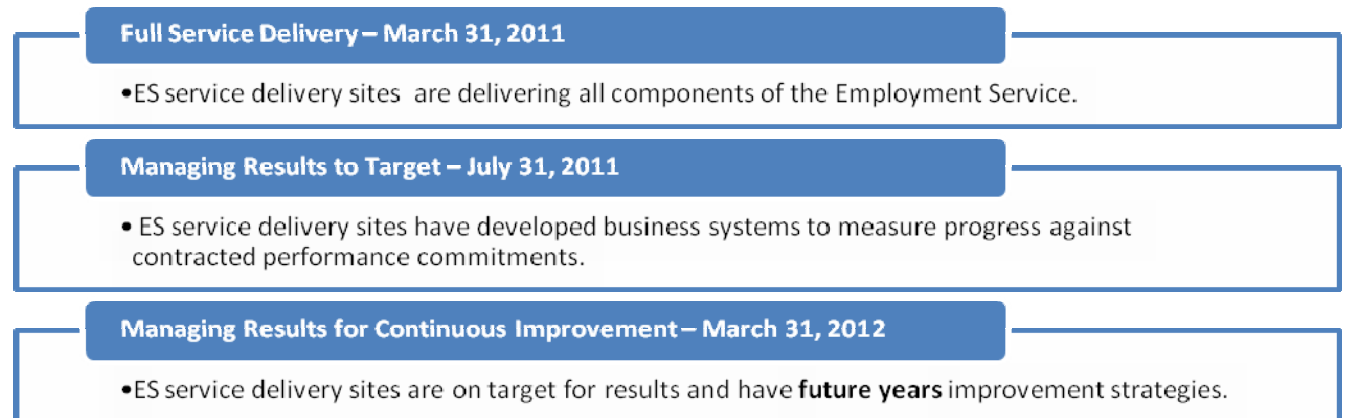 Full Service Delivery – March 31, 2011
•ES service delivery sites are delivering all components of the Employment Service.
Managing Results to Target – July 31, 2011
• ES service delivery sites have developed business systems to measure progress against
contracted performance commitments.
Managing Results for Continuous Improvement – March 31, 2012
•ES service delivery sites are on target for results and have future years improvement strategies.